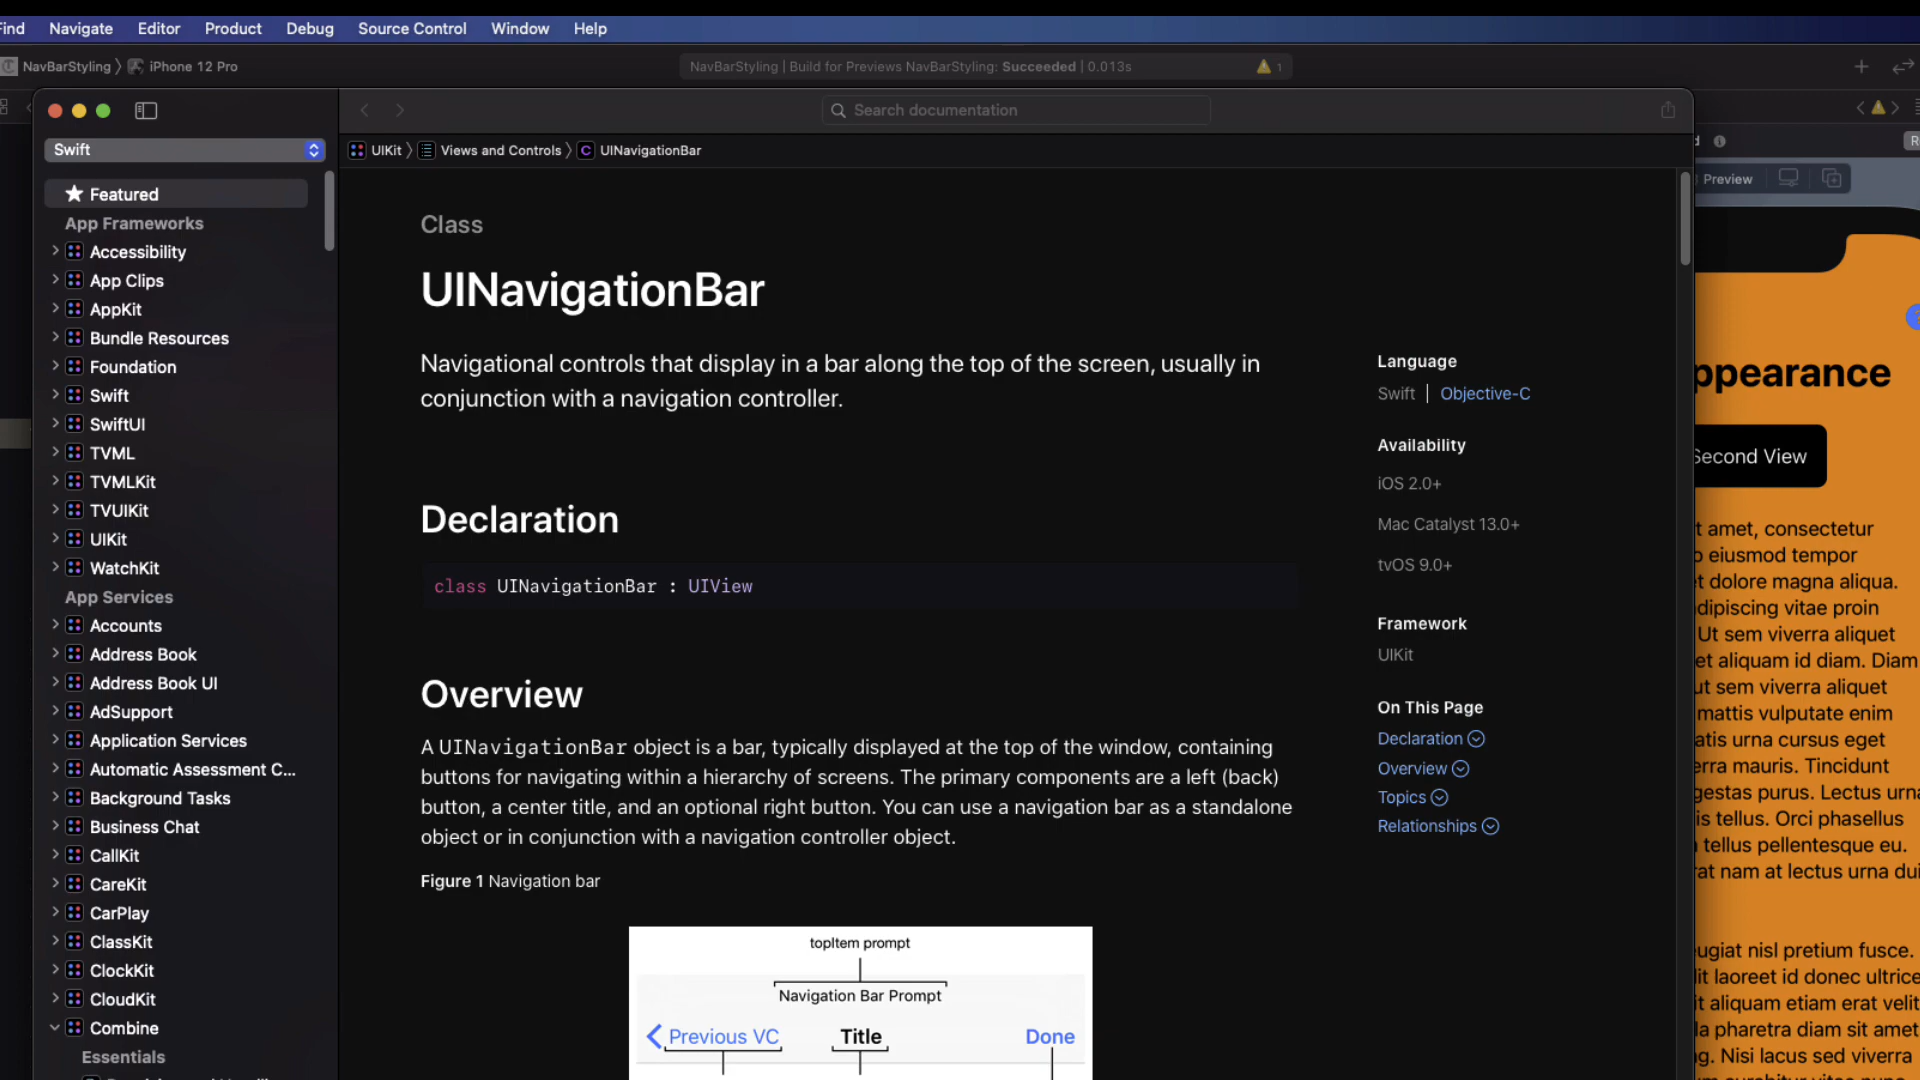 Find Navigate Editor Product Debug Source Control Window Help
NavBarStyling 〉 iPhone 12 Pro
NavBarStyling | Build for Previews NavBarStyling: Succeeded | 0.013s
1
Search documentation
Swift
UIKit 〉 Views and Controls 〉 C UINavigationBar
Featured
App Frameworks
Accessibility
App Clips
AppKit
Bundle Resources
Foundation
Swift
SwiftUI
TVML
TVMLKit
TVUIKit
UIKit
WatchKit
App Services
Accounts
Address Book
Address Book UI
AdSupport
Application Services
Automatic Assessment C...
Background Tasks
Business Chat
CallKit
CareKit
CarPlay
ClassKit
ClockKit
CloudKit
Combine
Essentials
Class
UINavigationBar
Navigational controls that display in a bar along the top of the screen, usually in
conjunction with a navigation controller.
Declaration
class UINavigationBar : UIView
Overview
A UINavigationBar object is a bar, typically displayed at the top of the window, containing
buttons for navigating within a hierarchy of screens. The primary components are a left (back)
button, a center title, and an optional right button. You can use a navigation bar as a standalone
object or in conjunction with a navigation controller object.
Figure 1 Navigation bar
topItem prompt
Navigation Bar Prompt
Previous VC Title Done
Language
Swift | Objective-C
Availability
iOS 2.0+
Mac Catalyst 13.0+
tvOS 9.0+
Framework
UIKit
On This Page
Declaration
Overview
Topics
Relationships
Preview
ppearance
Second View
t amet, consectetur
o eiusmod tempor
et dolore magna aliqua.
dipiscing vitae proin
Ut sem viverra aliquet
et aliquam id diam. Diam
ut sem viverra aliquet
mattis vulputate enim
atis urna cursus eget
erra mauris. Tincidunt
gestas purus. Lectus urna
is tellus. Orci phasellus
tellus pellentesque eu.
rat nam at lectus urna dui
ugiat nisl pretium fusce.
lit laoreet id donec ultrice
it aliquam etiam erat velit
la pharetra diam sit amet
ng. Nisi lacus sed viverra